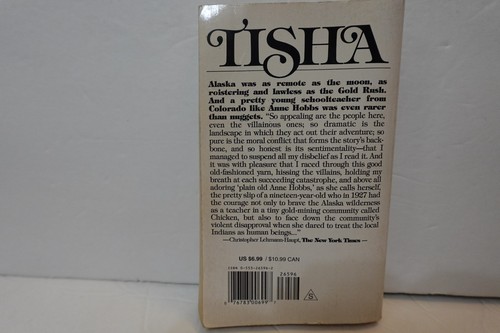 TISHA
Alaska was as remote as the moon, as
roistering and lawless as the Gold Rush.
And a pretty young schoolteacher from
Colorado like Anne Hobbs was even rarer
than nuggets. "So appealing are the people here,
even the villainous ones; so dramatic is the
landscape in which they act out their adventure; so
pure is the moral conflict that forms the story's back-
bone, and so honest is its sentimentality—that I
managed to suspend all my disbelief as I read it. And
it was with pleasure that I raced through this good
old-fashioned yarn, hissing the villains, holding my
breath at each succeeding catastrophe, and above all
adoring 'plain old Anne Hobbs,' as she calls herself,
the pretty slip of a nineteen-year-old who in 1927 had
the courage not only to brave the Alaska wilderness
as a teacher in a tiny gold-mining community called
Chicken, but also to face down the community's
violent disapproval when she dared to treat the local
Indians as human beings..."
—Christopher Lehmann-Haupt, The New York Times—
US $6.99 / $10.99 CAN
ISBN 0-553-26596-2
26596
S